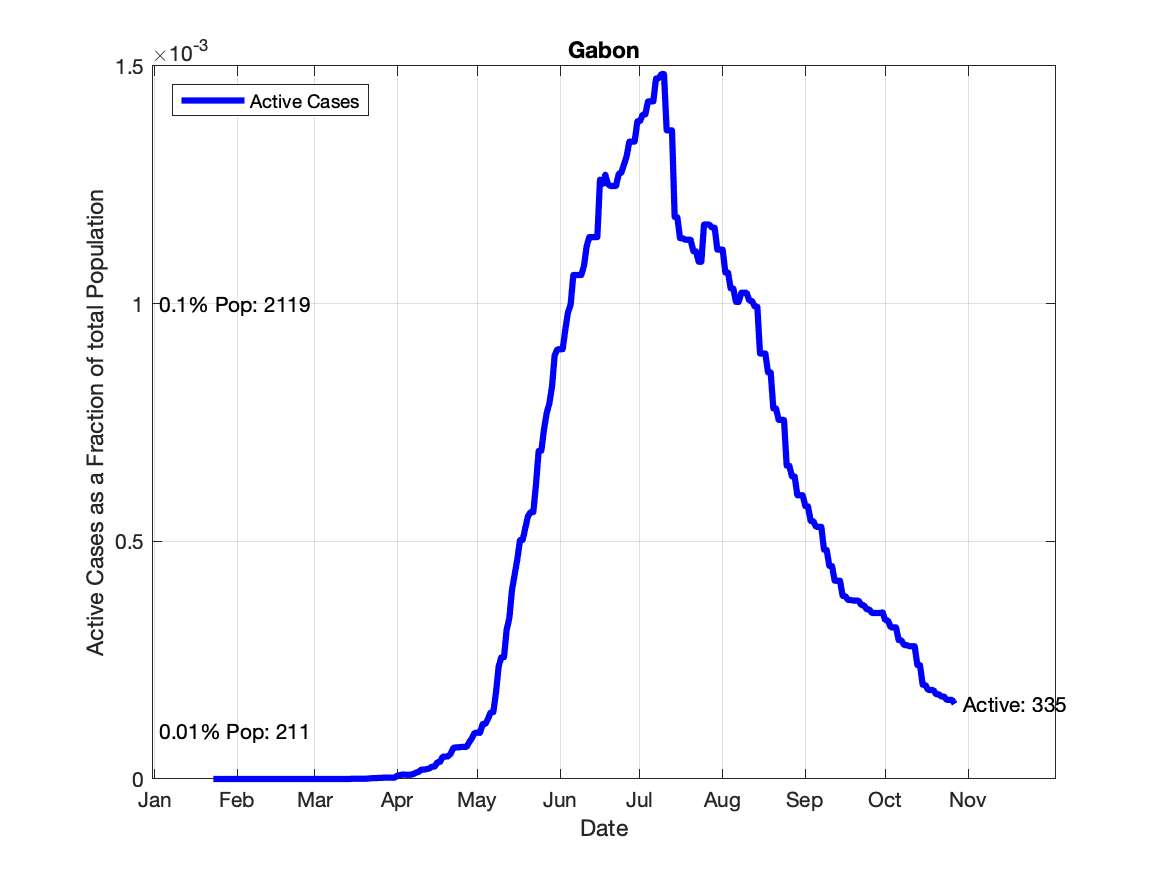 Gabon
×10-3
Active Cases
1.5
1
0.5
0
0.1% Pop: 2119
0.01% Pop: 211
Active: 335
Active Cases as a Fraction of total Population
Jan Feb Mar Apr May Jun Jul Aug Sep Oct Nov
Date